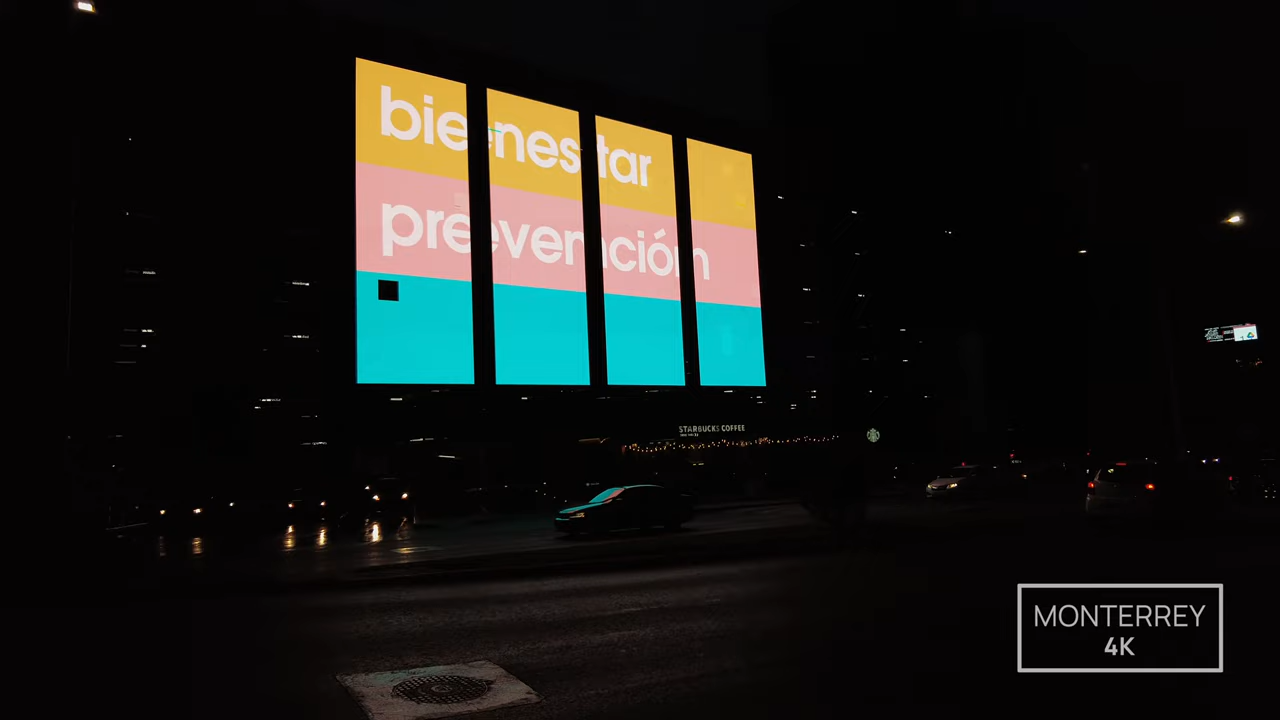 bienestar
prevención
STARBUCKS COFFEE
MONTERREY
4K